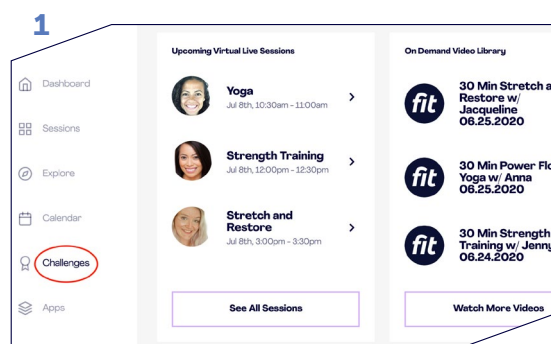 1
Dashboard
Sessions
Explore
Calendar
Challenges
Apps
Upcoming Virtual Live Sessions
Yoga
Jul 8th, 10:30am - 11:00am
Strength Training
Jul 8th, 12:00pm - 12:30pm
Stretch and
Restore
Jul 8th, 3:00pm - 3:30pm
See All Sessions
On Demand Video Library
fit
30 Min Stretch a
Restore w/
Jacqueline
06.25.2020
fit
30 Min Power Flo
Yoga w/ Anna
06.25.2020
fit
30 Min Strength
Training w/ Jenny
06.24.2020
Watch More Videos